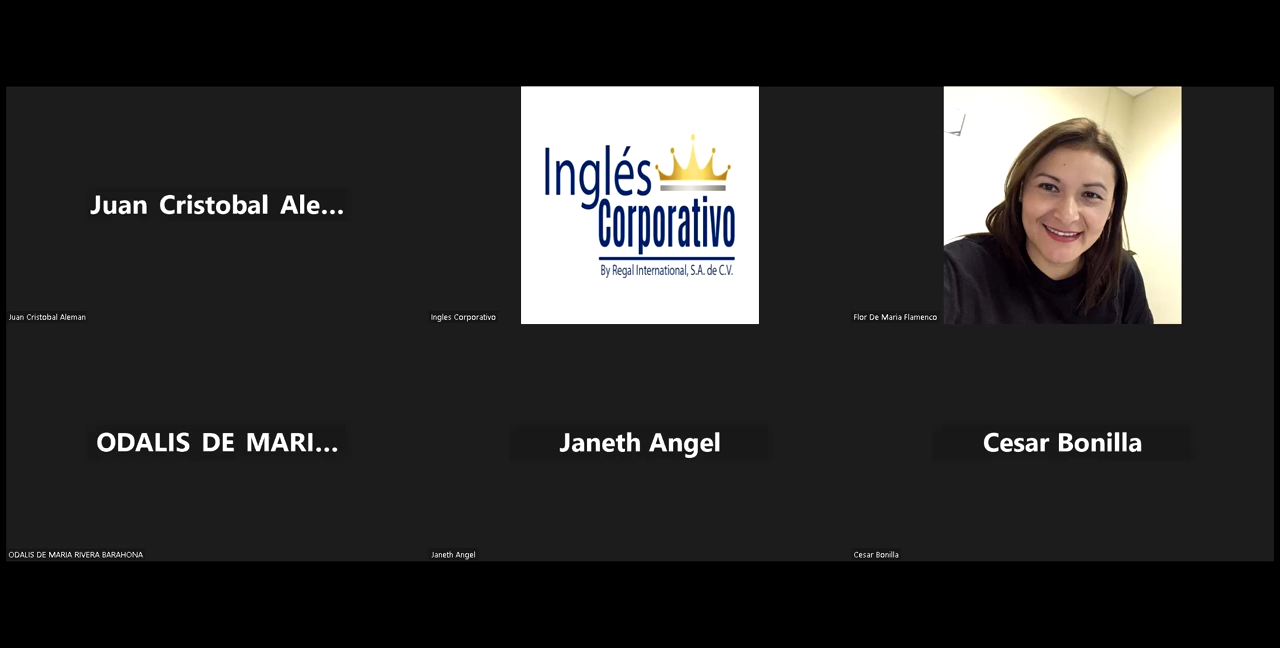 Juan Cristobal Ale...
Juan Cristobal Aleman
Inglés
Corporativo
By Regal International, S.A. de C.V.
Ingles Corporativo
Flor De Maria Flamenco
ODALIS DE MARI...
ODALIS DE MARIA RIVERA BARAHONA
Janeth Angel
Janeth Angel
Cesar Bonilla
Cesar Bonilla